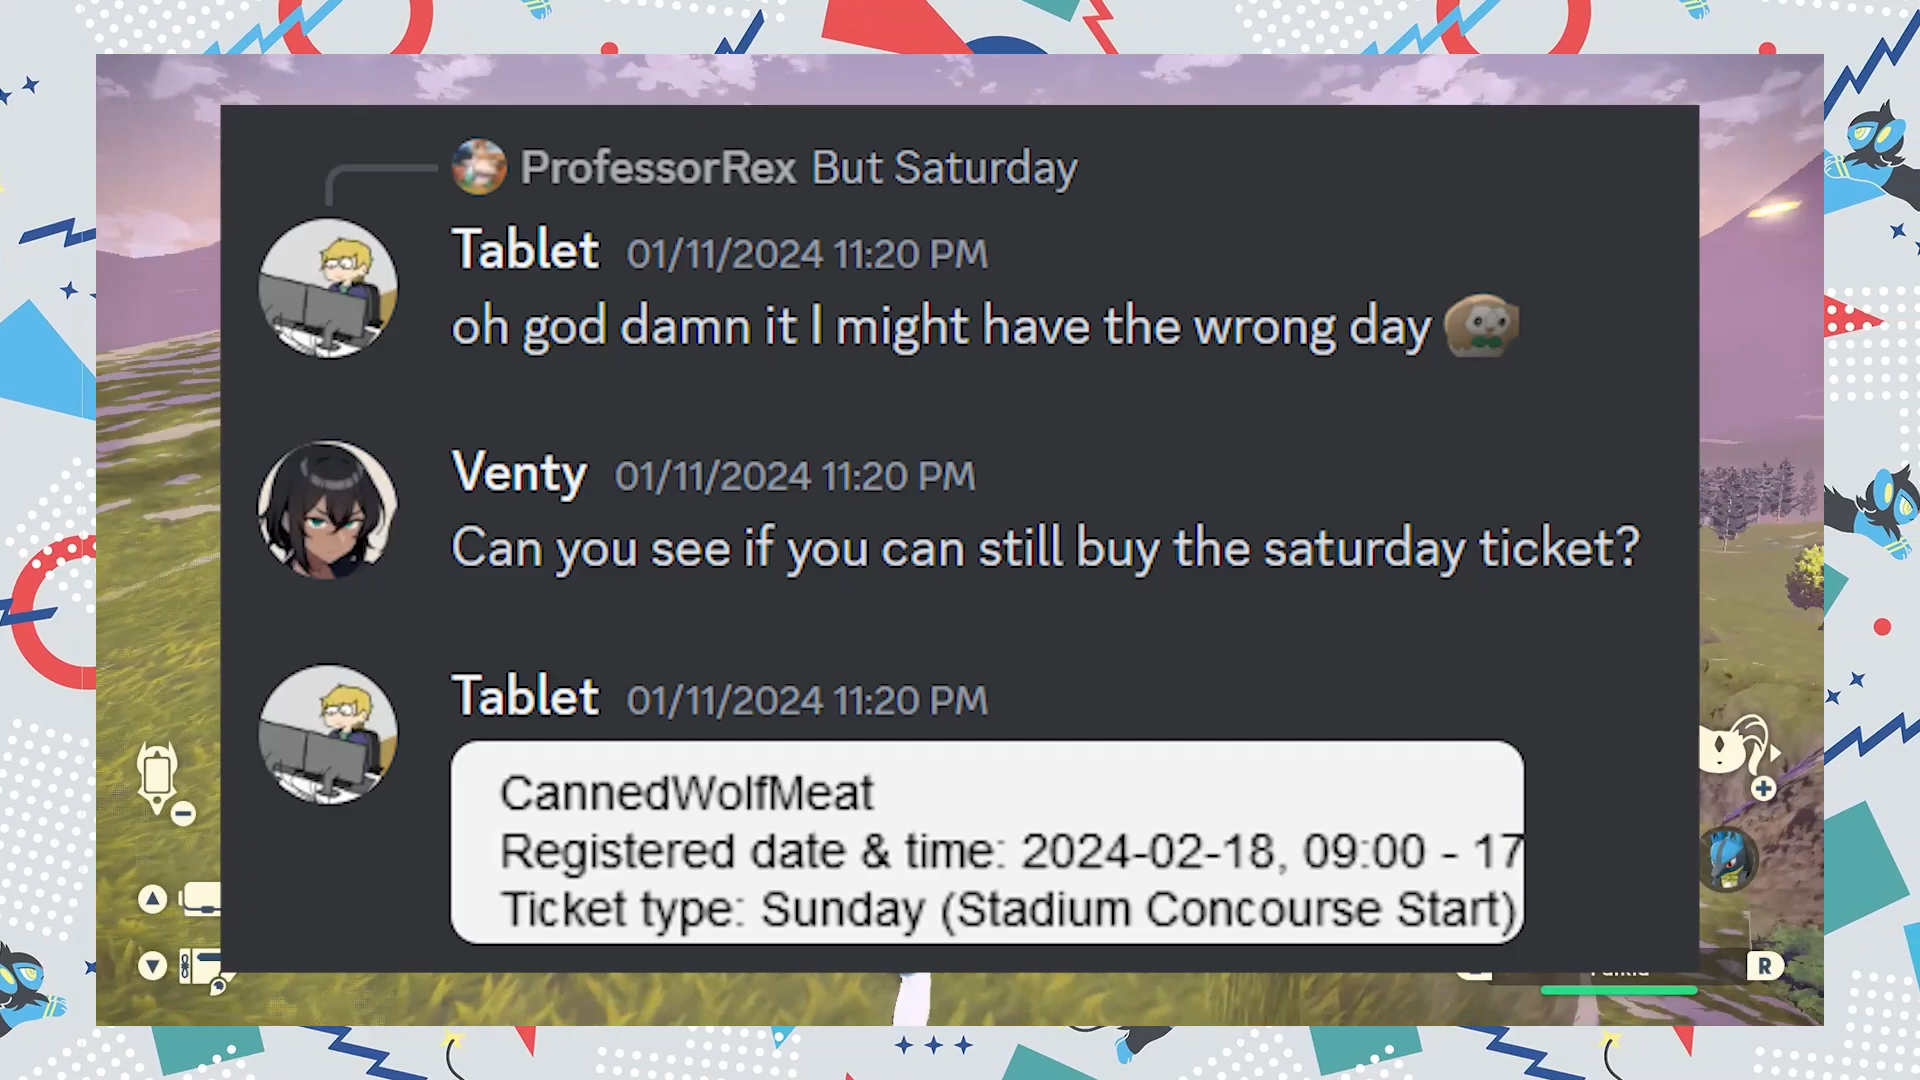 ProfessorRex But Saturday
Tablet 01/11/2024 11:20 PM
oh god damn it I might have the wrong day
Venty 01/11/2024 11:20 PM
Can you see if you can still buy the saturday ticket?
Tablet 01/11/2024 11:20 PM
CannedWolfMeat
Registered date & time: 2024-02-18, 09:00 - 17
Ticket type: Sunday (Stadium Concourse Start)
R